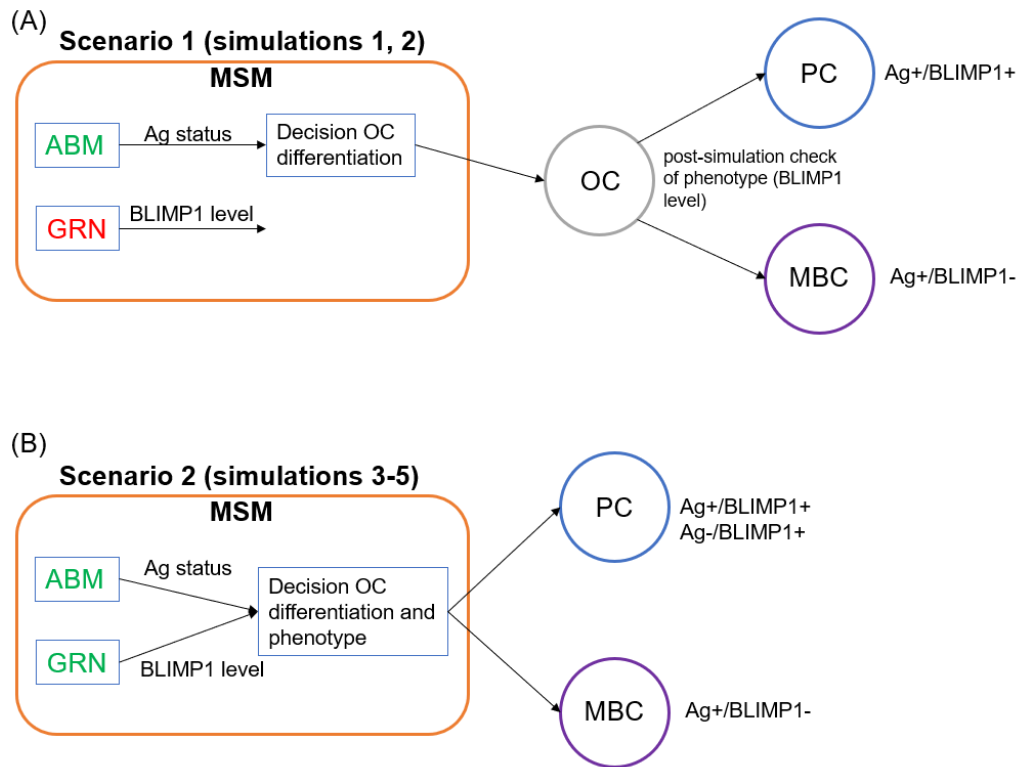 (A)
Scenario 1 (simulations 1, 2)
MSM
ABM
Ag status
Decision OC
differentiation
GRN
BLIMP1 level
OC
post-simulation check
of phenotype (BLIMP1
level)
PC
Ag+/BLIMP1+
MBC
Ag+/BLIMP1-
(B)
Scenario 2 (simulations 3-5)
MSM
ABM
Ag status
Decision OC
differentiation and
phenotype
GRN
BLIMP1 level
PC
Ag+/BLIMP1+
Ag-/BLIMP1+
MBC
Ag+/BLIMP1-